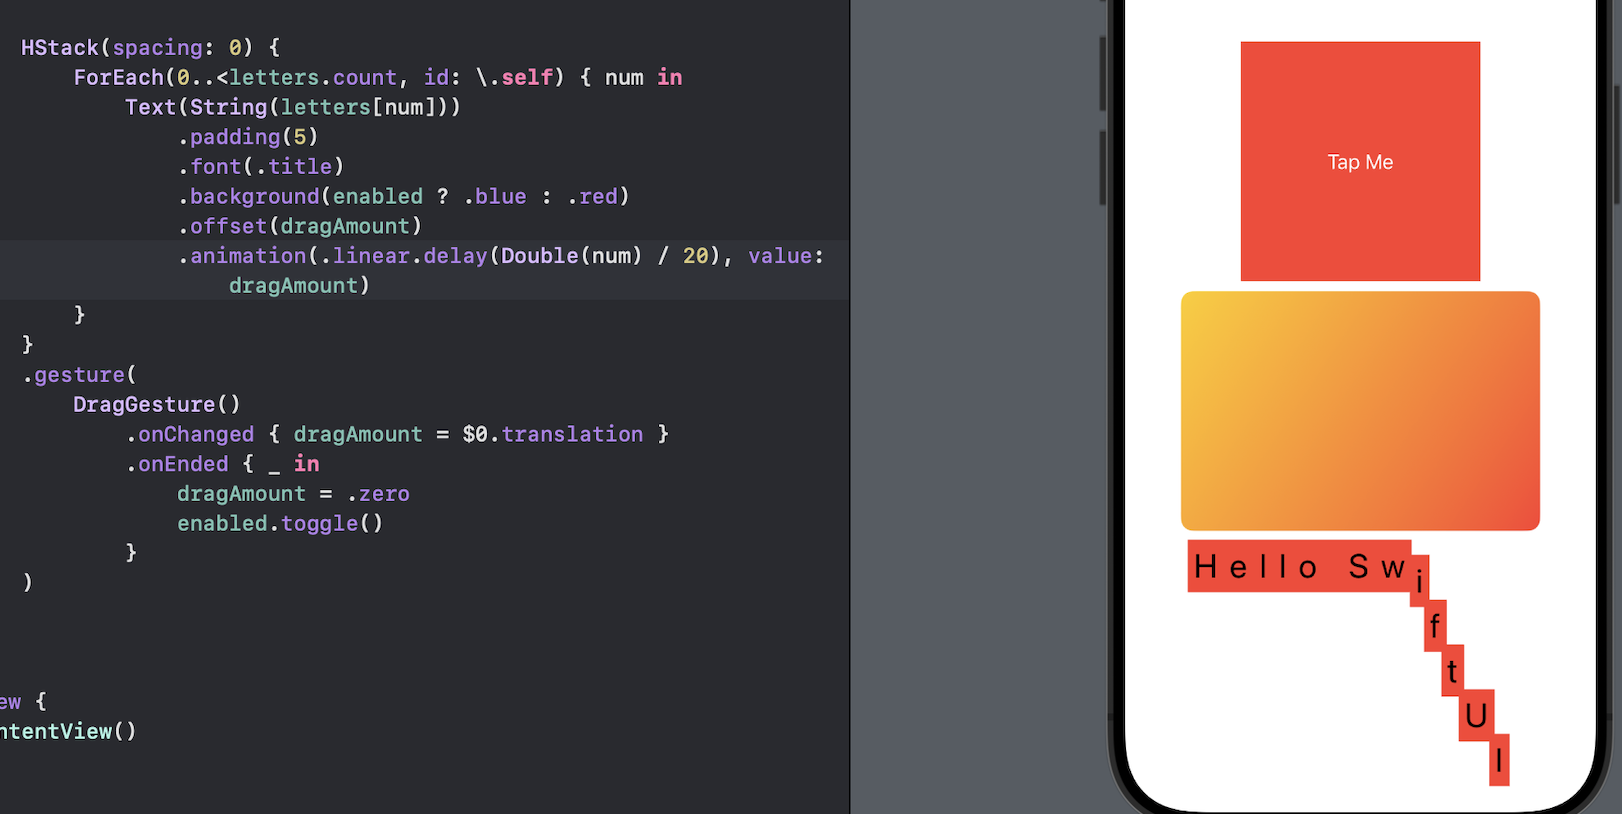 HStack(spacing: 0) {
ForEach(0..<letters.count, id: \.self) { num in
Text(String(letters[num]))
.padding(5)
.font(.title)
.background(enabled ? .blue : .red)
.offset(dragAmount)
.animation(.linear.delay(Double(num) / 20), value:
dragAmount)
}
}
.gesture(
DragGesture()
.onChanged { dragAmount = $0.translation }
.onEnded { _ in
dragAmount = .zero
enabled.toggle()
}
)
ew {
ntentView()
Tap Me
Hello SwiftUI